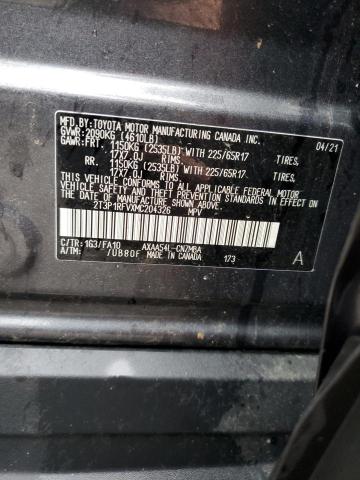 MFD.BY:TOYOTA MOTOR MANUFACTURING CANADA INC. 04/21
GVWR:2090KG (4610LB)
GAWR:FRT. 1150KG (2535LB) WITH 225/65R17 TIRES,
17X7.0J RIMS,
RR. 1150KG (2535LB) WITH 225/65R17 TIRES,
17X7.0J RIMS,
THIS VEHICLE CONFORMS TO ALL APPLICABLE FEDERAL MOTOR
VEHICLE SAFETY, BUMPER, AND THEFT PREVENTION STANDARDS
IN EFFECT ON THE DATE OF MANUFACTURE SHOWN ABOVE.
2T3P1RFVXMC204326 MPV
C/TR:1G3/FA10 AXAA54L-CNZMBA
A/TM: /UB80F MADE IN CANADA 173
A